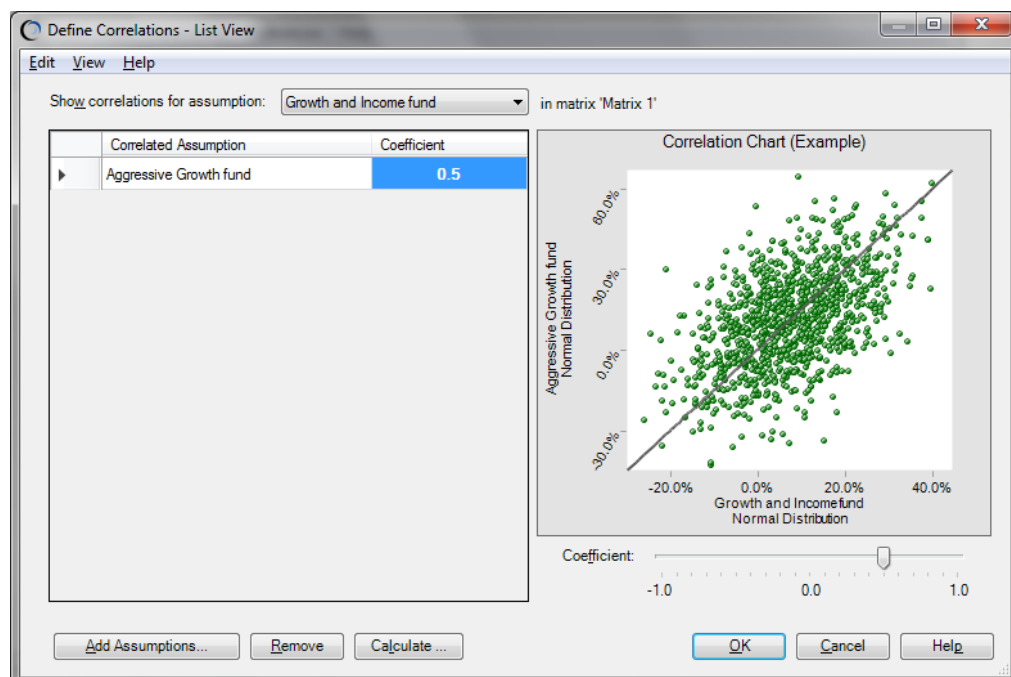 Define Correlations - List View
Edit View Help
Show correlations for assumption: Growth and Income fund in matrix 'Matrix 1'
Correlated Assumption Coefficient
Aggressive Growth fund 0.5
Correlation Chart (Example)
60.0%
30.0%
0.0%
-30.0%
Aggressive Growth fund
Normal Distribution
-20.0% 0.0% 20.0% 40.0%
Growth and Incomefund
Normal Distribution
Coefficient:
-1.0 0.0 1.0
Add Assumptions... Remove Calculate ... OK Cancel Help